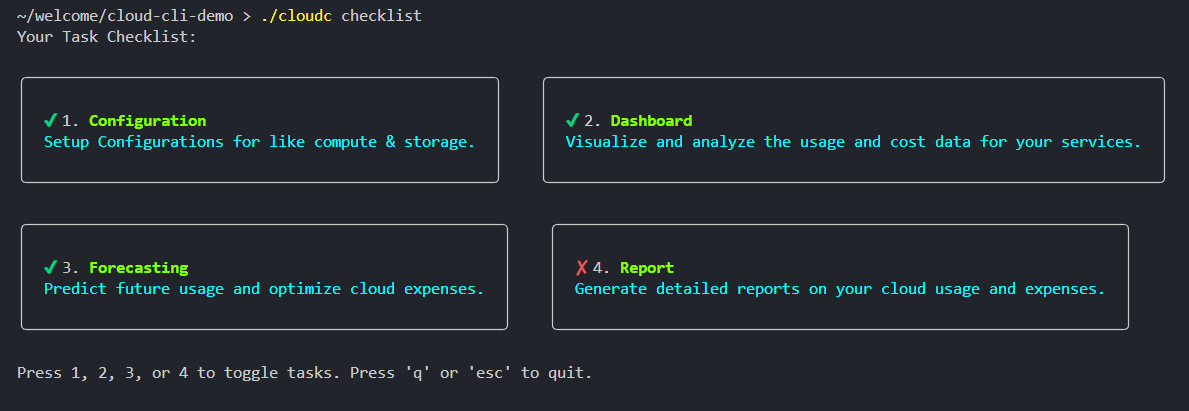 ~/welcome/cloud-cli-demo > ./cloudc checklist
Your Task Checklist:
✔ 1. Configuration
Setup Configurations for like compute & storage.
✔ 2. Dashboard
Visualize and analyze the usage and cost data for your services.
✔ 3. Forecasting
Predict future usage and optimize cloud expenses.
✗ 4. Report
Generate detailed reports on your cloud usage and expenses.
Press 1, 2, 3, or 4 to toggle tasks. Press 'q' or 'esc' to quit.